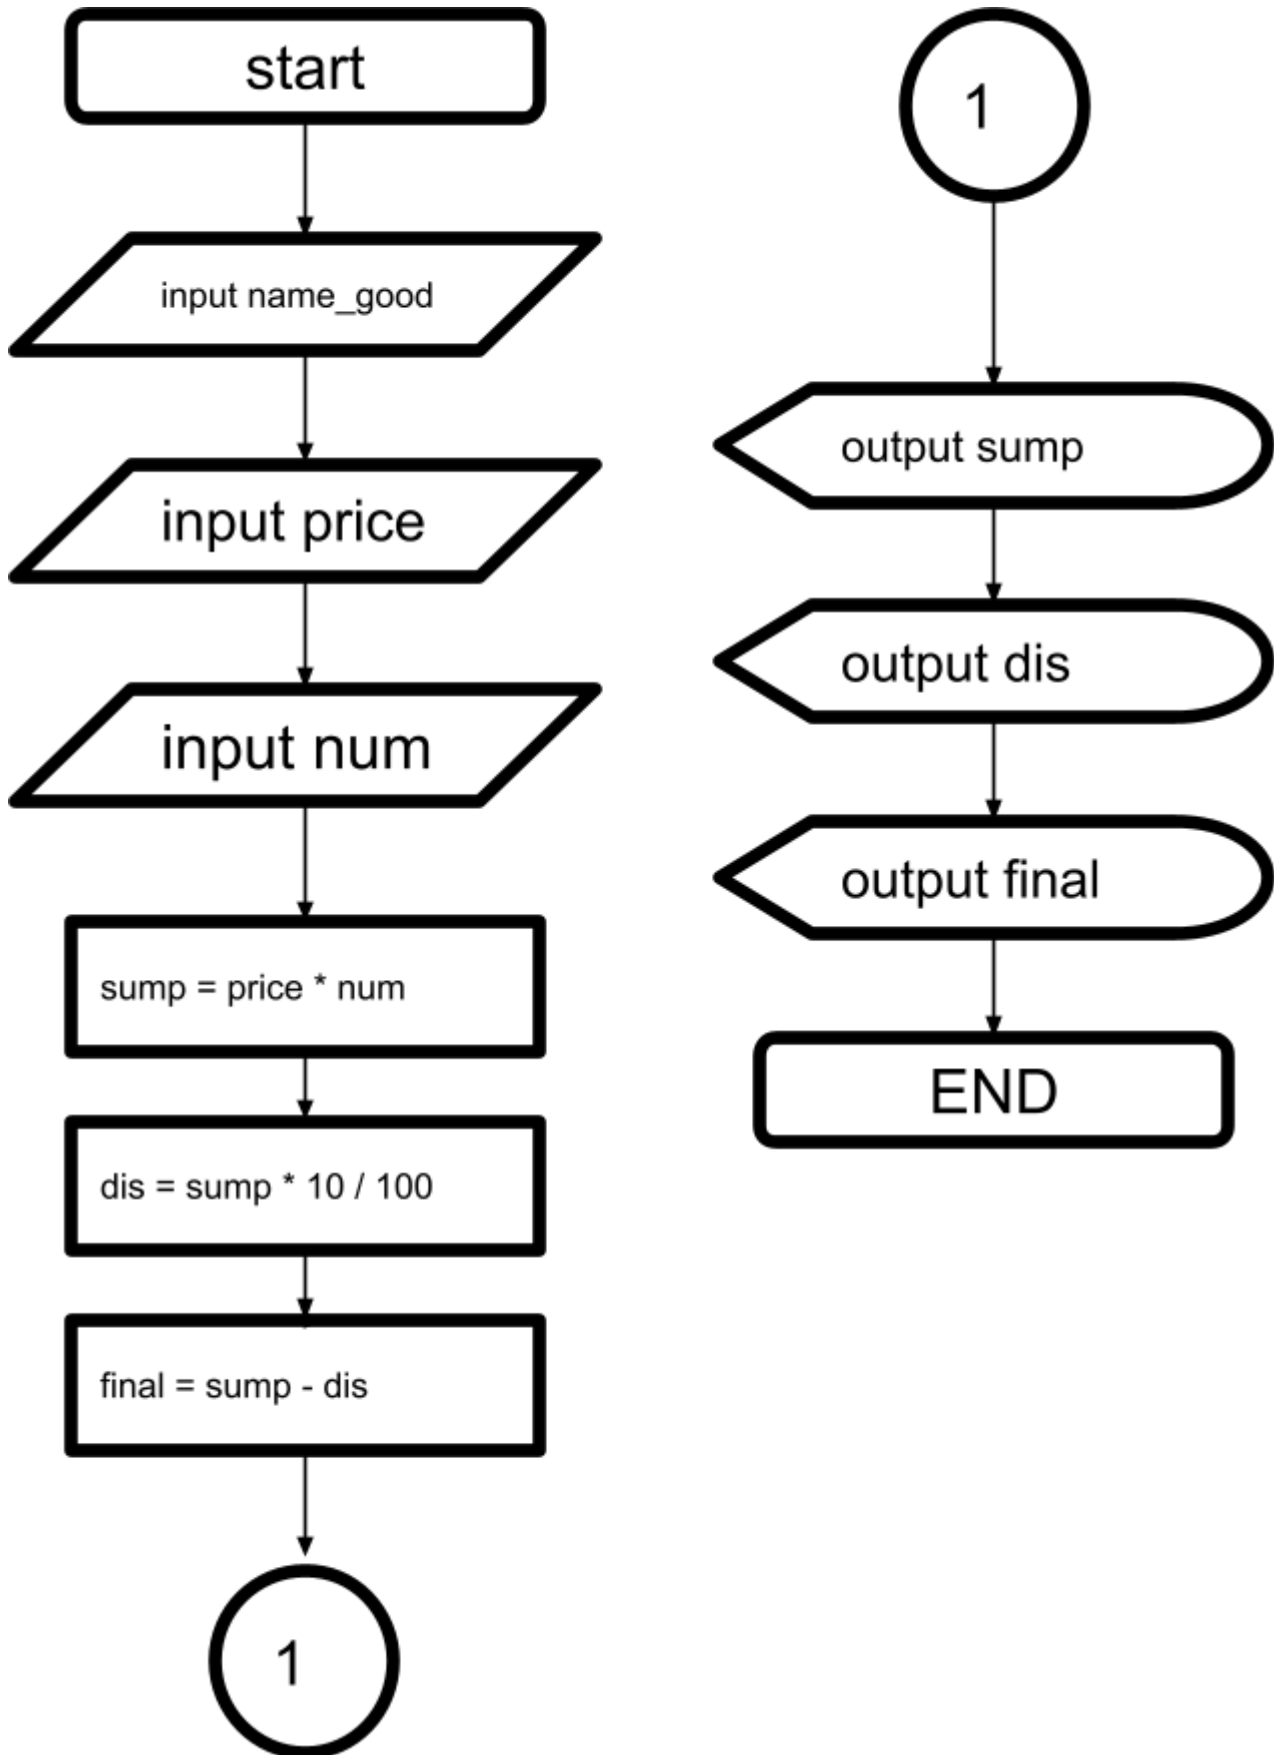 start
input name_good
input price
input num
sump = price * num
dis = sump * 10 / 100
final = sump - dis
1
1
output sump
output dis
output final
END